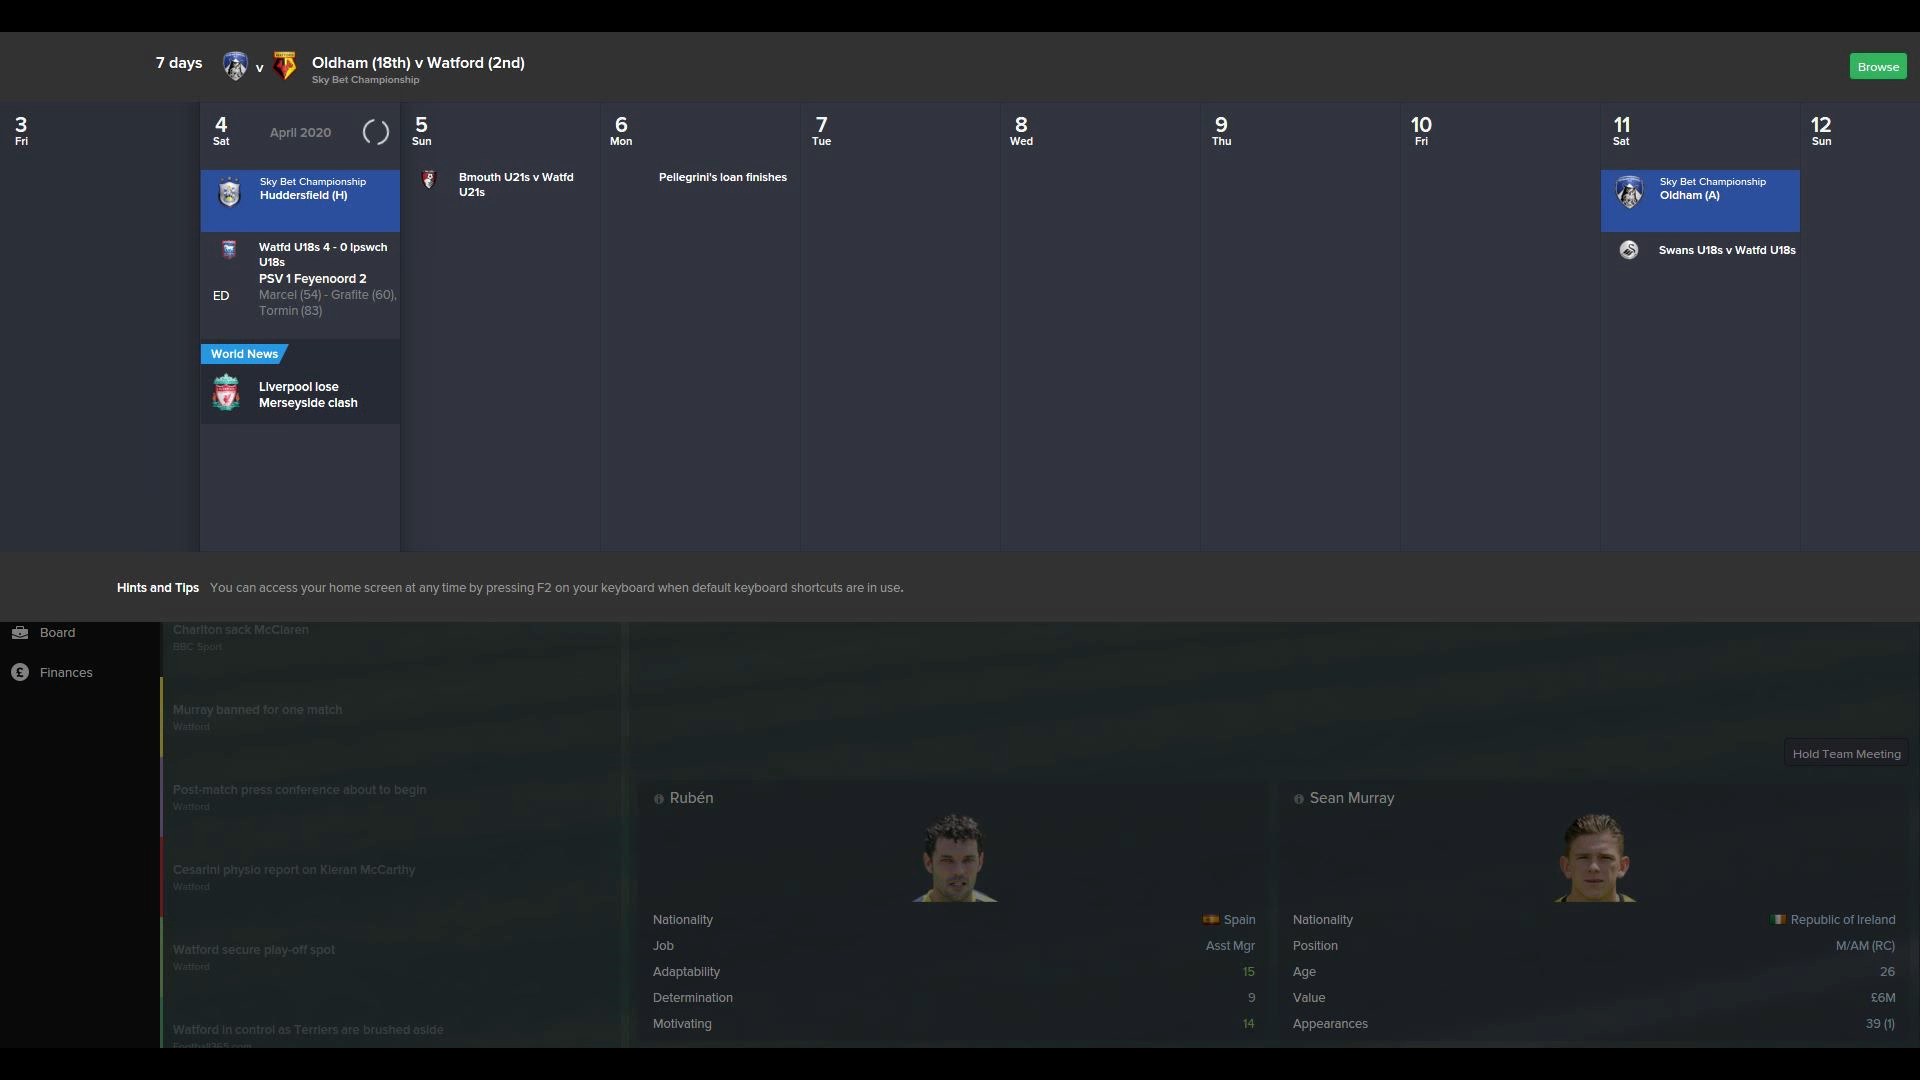 7 days
v
Oldham (18th) v Watford (2nd)
Sky Bet Championship
Browse
3
Fri
4
Sat
April 2020
5
Sun
6
Mon
7
Tue
8
Wed
9
Thu
10
Fri
11
Sat
12
Sun
Sky Bet Championship
Huddersfield (H)
Watfd U18s 4 - 0 Ipswch
U18s
PSV 1 Feyenoord 2
ED
Marcel (54) - Grafite (60),
Tormin (83)
World News
Liverpool lose
Merseyside clash
Bmouth U21s v Watfd
U21s
Pellegrini's loan finishes
Sky Bet Championship
Oldham (A)
Swans U18s v Watfd U18s
Hints and Tips You can access your home screen at any time by pressing F2 on your keyboard when default keyboard shortcuts are in use.
Board
Finances
Charlton sack McClaren
BBC Sport
Murray banned for one match
Watford
Post-match press conference about to begin
Watford
Cesarini physio report on Kieran McCarthy
Watford
Watford secure play-off spot
Watford
Watford in control as Terriers are brushed aside
Football365.com
Hold Team Meeting
Rubén
Nationality Spain
Job Asst Mgr
Adaptability 15
Determination 9
Motivating 14
Sean Murray
Nationality Republic of Ireland
Position M/AM (RC)
Age 26
Value £6M
Appearances 39 (1)